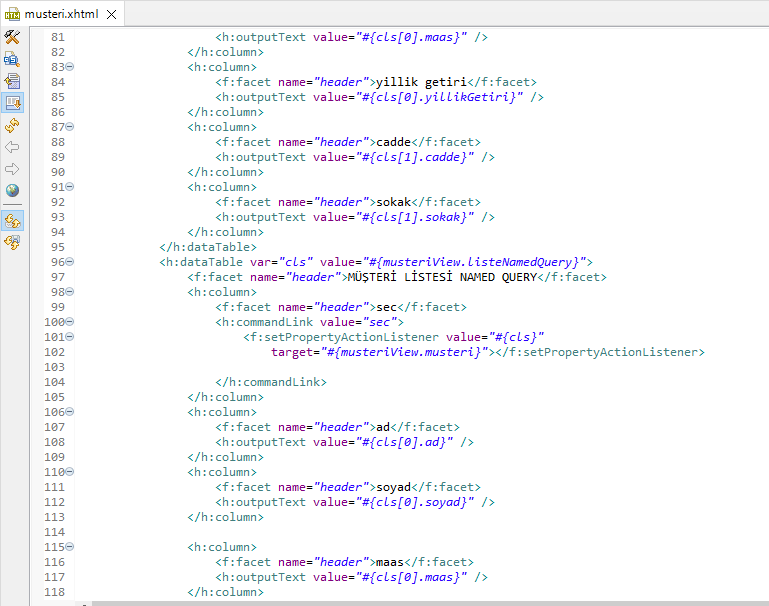 musteri.xhtml
81 <h:outputText value="#{cls[0].maas}" />
82 </h:column>
83 <h:column>
84 <f:facet name="header">yillik getiri</f:facet>
85 <h:outputText value="#{cls[0].yillikGetiri}" />
86 </h:column>
87 <h:column>
88 <f:facet name="header">cadde</f:facet>
89 <h:outputText value="#{cls[1].cadde}" />
90 </h:column>
91 <h:column>
92 <f:facet name="header">sokak</f:facet>
93 <h:outputText value="#{cls[1].sokak}" />
94 </h:column>
95 </h:dataTable>
96 <h:dataTable var="cls" value="#{musteriView.listeNamedQuery}">
97 <f:facet name="header">MÜŞTERİ LİSTESİ NAMED QUERY</f:facet>
98 <h:column>
99 <f:facet name="header">sec</f:facet>
100 <h:commandLink value="sec">
101 <f:setPropertyActionListener value="#{cls}"
102 target="#{musteriView.musteri}"></f:setPropertyActionListener>
103
104 </h:commandLink>
105 </h:column>
106 <h:column>
107 <f:facet name="header">ad</f:facet>
108 <h:outputText value="#{cls[0].ad}" />
109 </h:column>
110 <h:column>
111 <f:facet name="header">soyad</f:facet>
112 <h:outputText value="#{cls[0].soyad}" />
113 </h:column>
114
115 <h:column>
116 <f:facet name="header">maas</f:facet>
117 <h:outputText value="#{cls[0].maas}" />
118 </h:column>